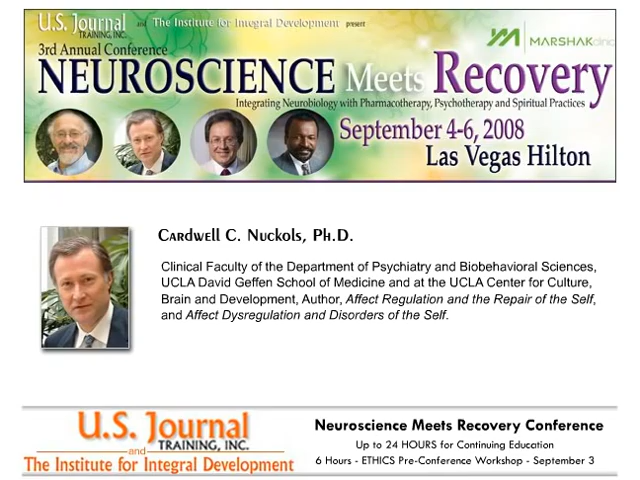 U.S. Journal
TRAINING, INC.
and The Institute for Integral Development present
MARSHAKclinic
3rd Annual Conference
NEUROSCIENCE Meets Recovery
Integrating Neurobiology with Pharmacotherapy, Psychotherapy and Spiritual Practices
September 4-6, 2008
Las Vegas Hilton
Cardwell C. Nuckols, Ph.D.
Clinical Faculty of the Department of Psychiatry and Biobehavioral Sciences,
UCLA David Geffen School of Medicine and at the UCLA Center for Culture,
Brain and Development, Author, Affect Regulation and the Repair of the Self,
and Affect Dysregulation and Disorders of the Self.
U.S. Journal
TRAINING, INC.
and
The Institute for Integral Development
Neuroscience Meets Recovery Conference
Up to 24 HOURS for Continuing Education
6 Hours - ETHICS Pre-Conference Workshop - September 3